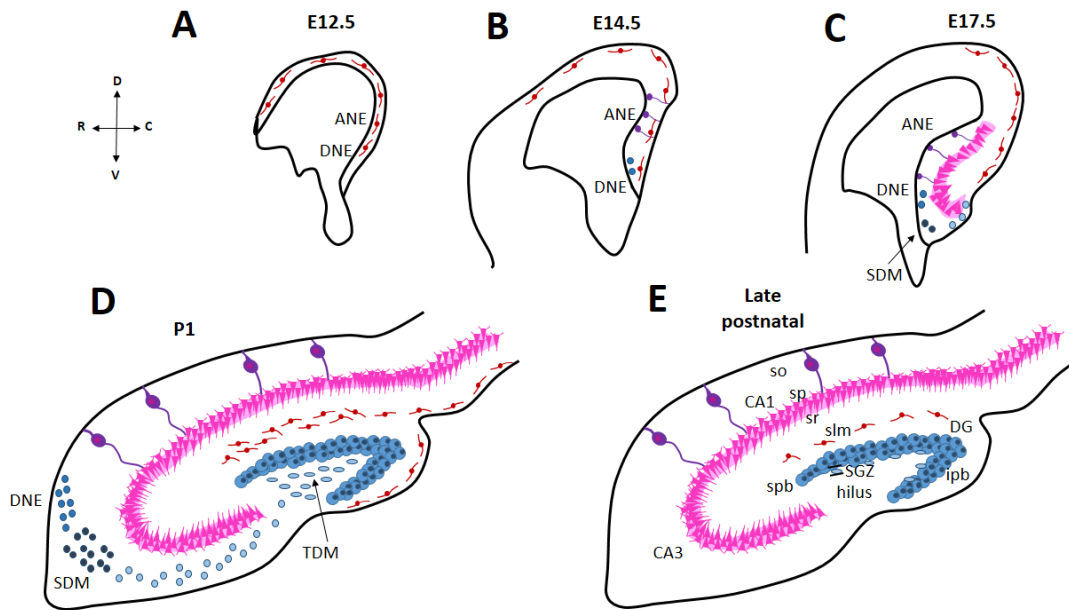 A
E12.5
D
R
C
V
ANE
DNE
B
E14.5
ANE
DNE
C
E17.5
ANE
DNE
SDM
D
P1
DNE
SDM
TDM
E
Late
postnatal
so
CA1
sp
sr
slm
DG
SGZ
spb
hilus
ipb
CA3